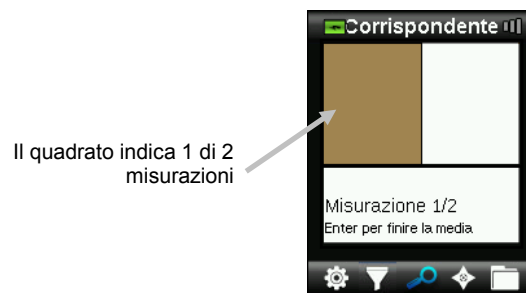 Corrispondente
Il quadrato indica 1 di 2
misurazioni
Misurazione 1/2
Enter per finire la media